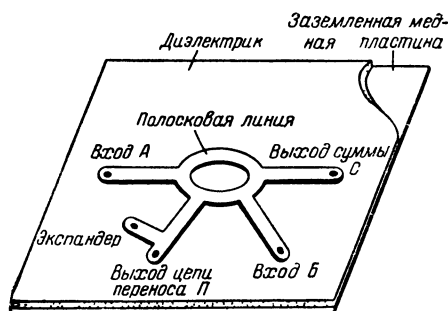 Диэлектрик
Заземленная мед-
ная пластина
Полосковая линия
Вход А
Выход суммы
С
Экспандер
Выход цепи
переноса П
Вход Б